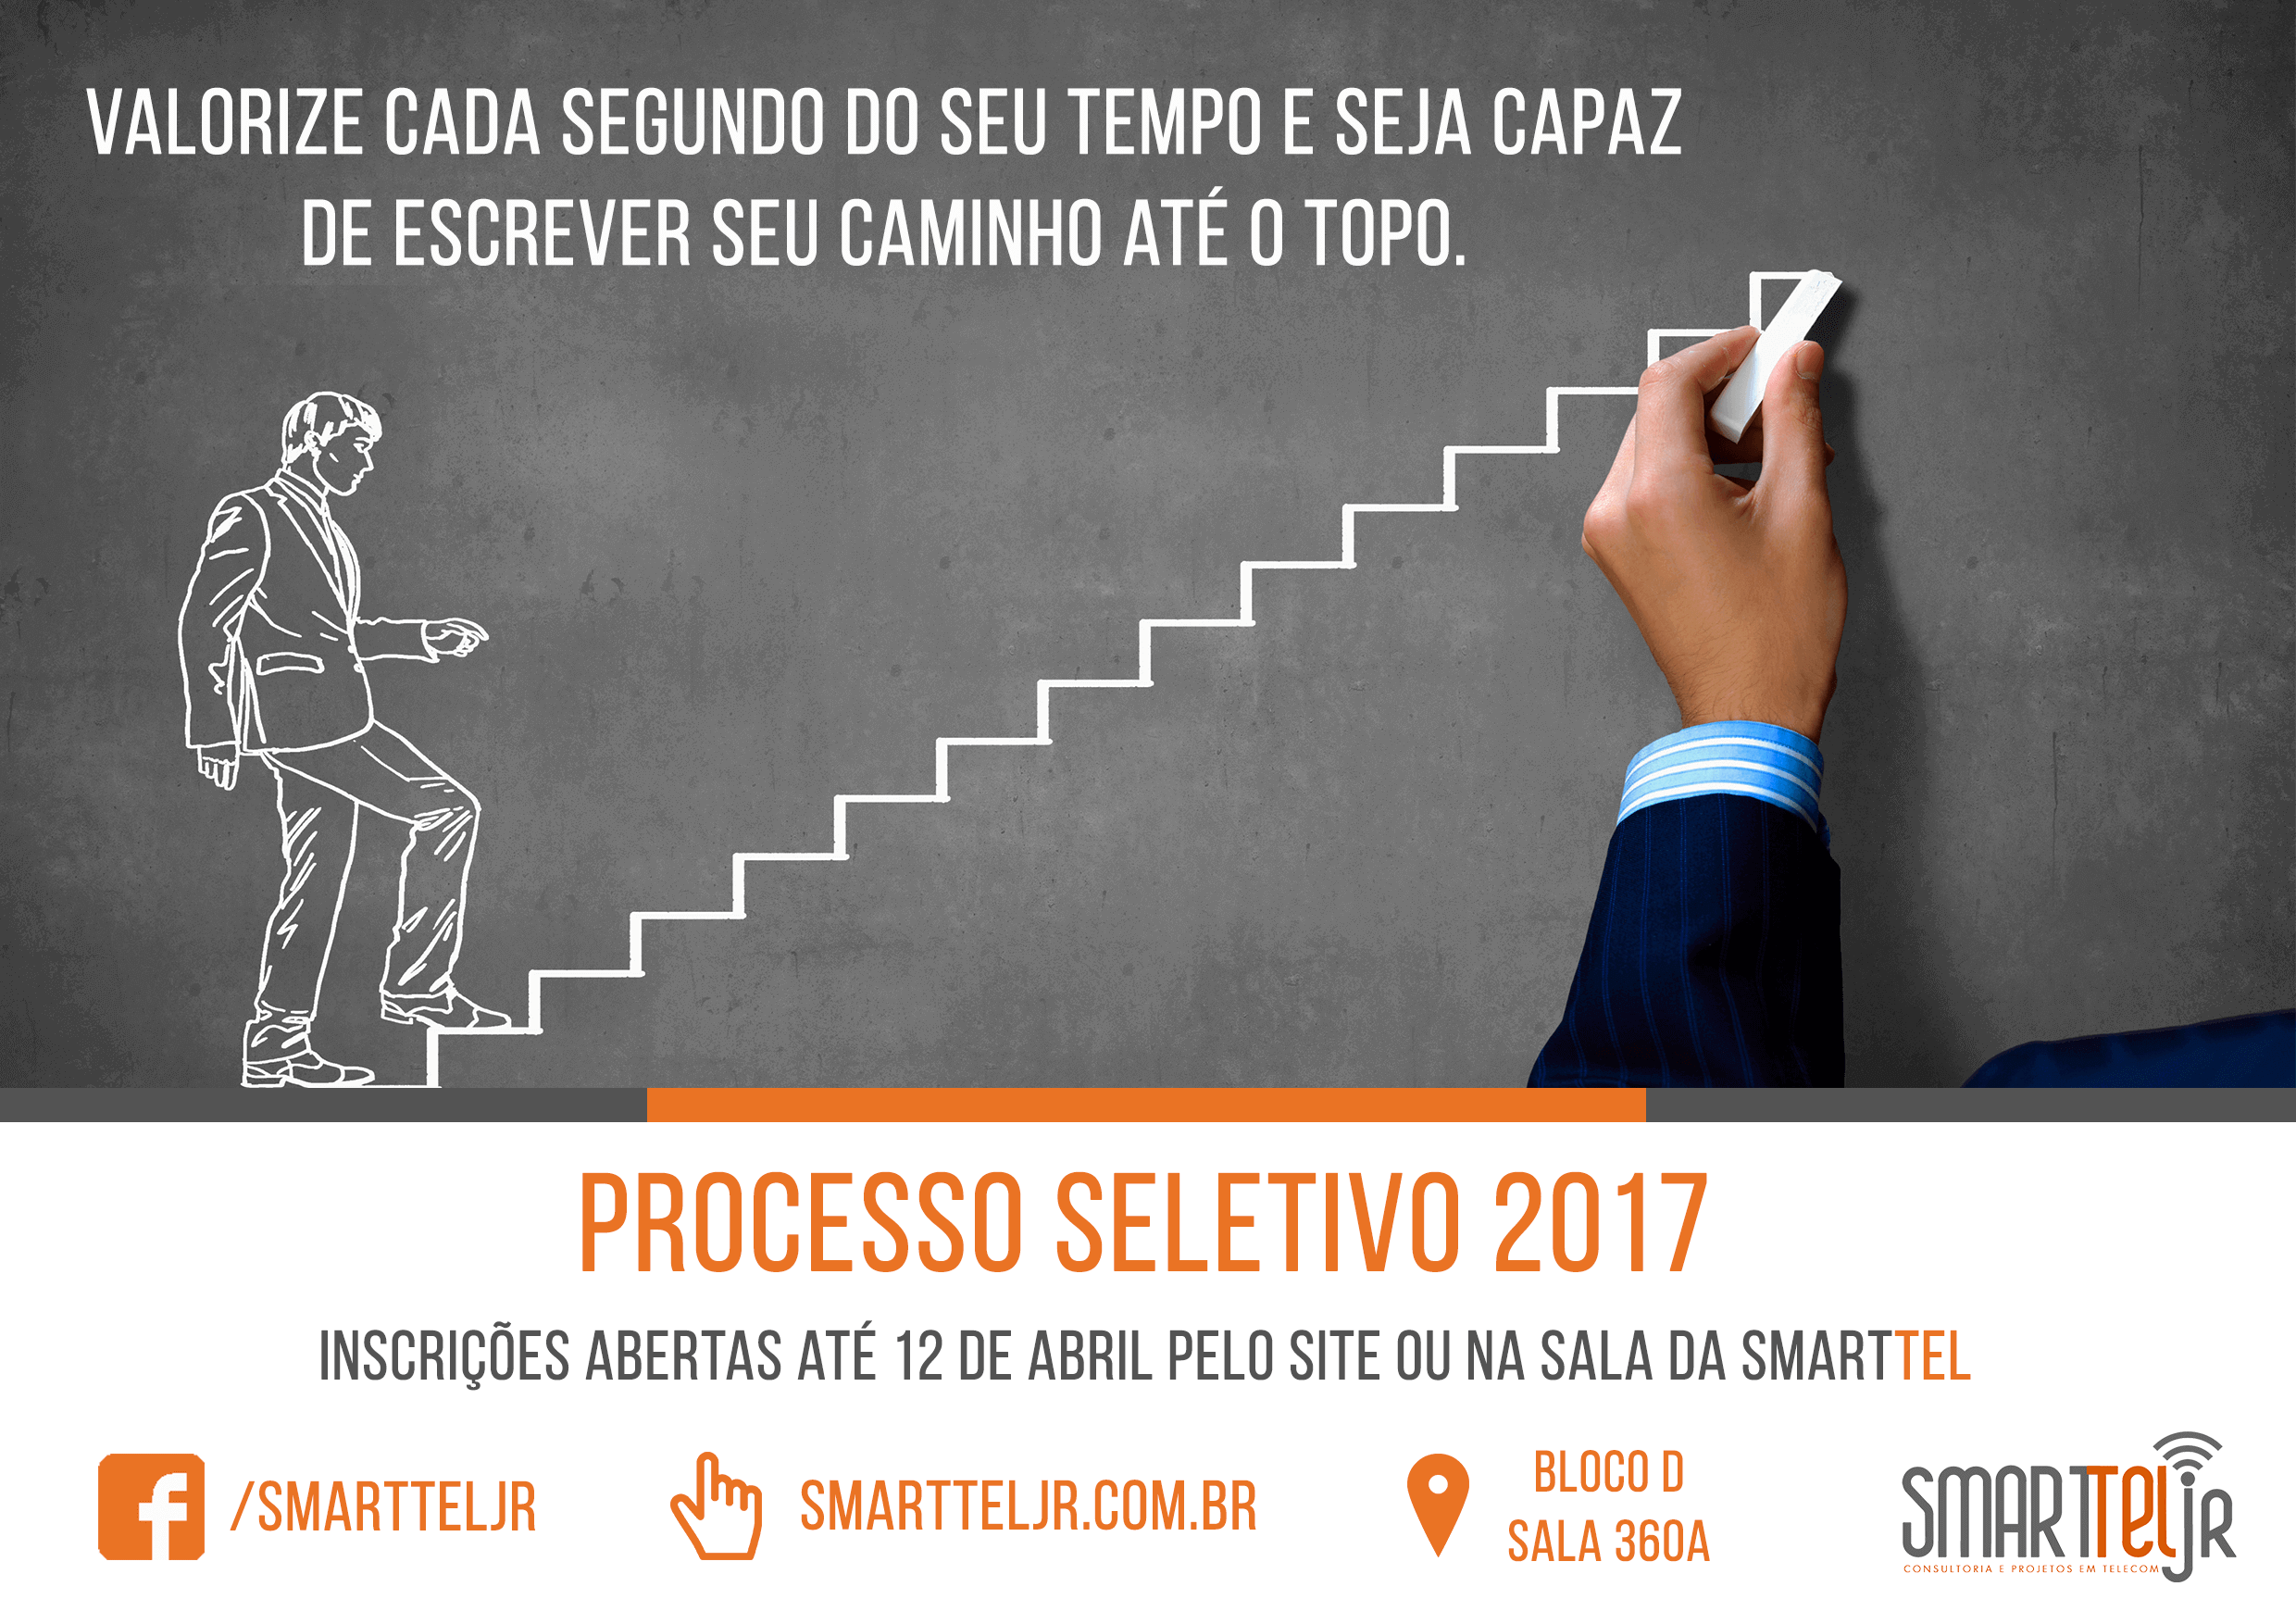 VALORIZE CADA SEGUNDO DO SEU TEMPO E SEJA CAPAZ
DE ESCREVER SEU CAMINHO ATÉ O TOPO.
PROCESSO SELETIVO 2017
INSCRIÇÕES ABERTAS ATÉ 12 DE ABRIL PELO SITE OU NA SALA DA SMARTTEL
/SMARTTELJR
SMARTTELJR.COM.BR
BLOCO D
SALA 360A
SMARTTELJR
CONSULTORIA E PROJETOS EM TELECOM